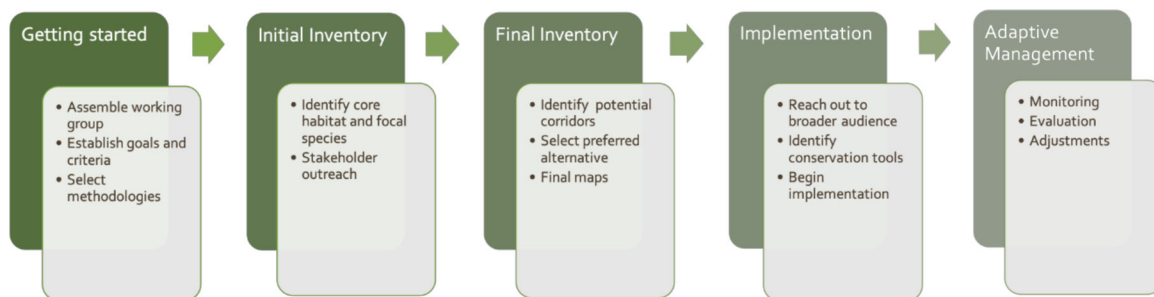 Getting started
• Assemble working
group
• Establish goals and
criteria
• Select
methodologies
Initial Inventory
• Identify core
habitat and focal
species
• Stakeholder
outreach
Final Inventory
• Identify potential
corridors
• Select preferred
alternative
• Final maps
Implementation
• Reach out to
broader audience
• Identify
conservation tools
• Begin
implementation
Adaptive
Management
• Monitoring
• Evaluation
• Adjustments